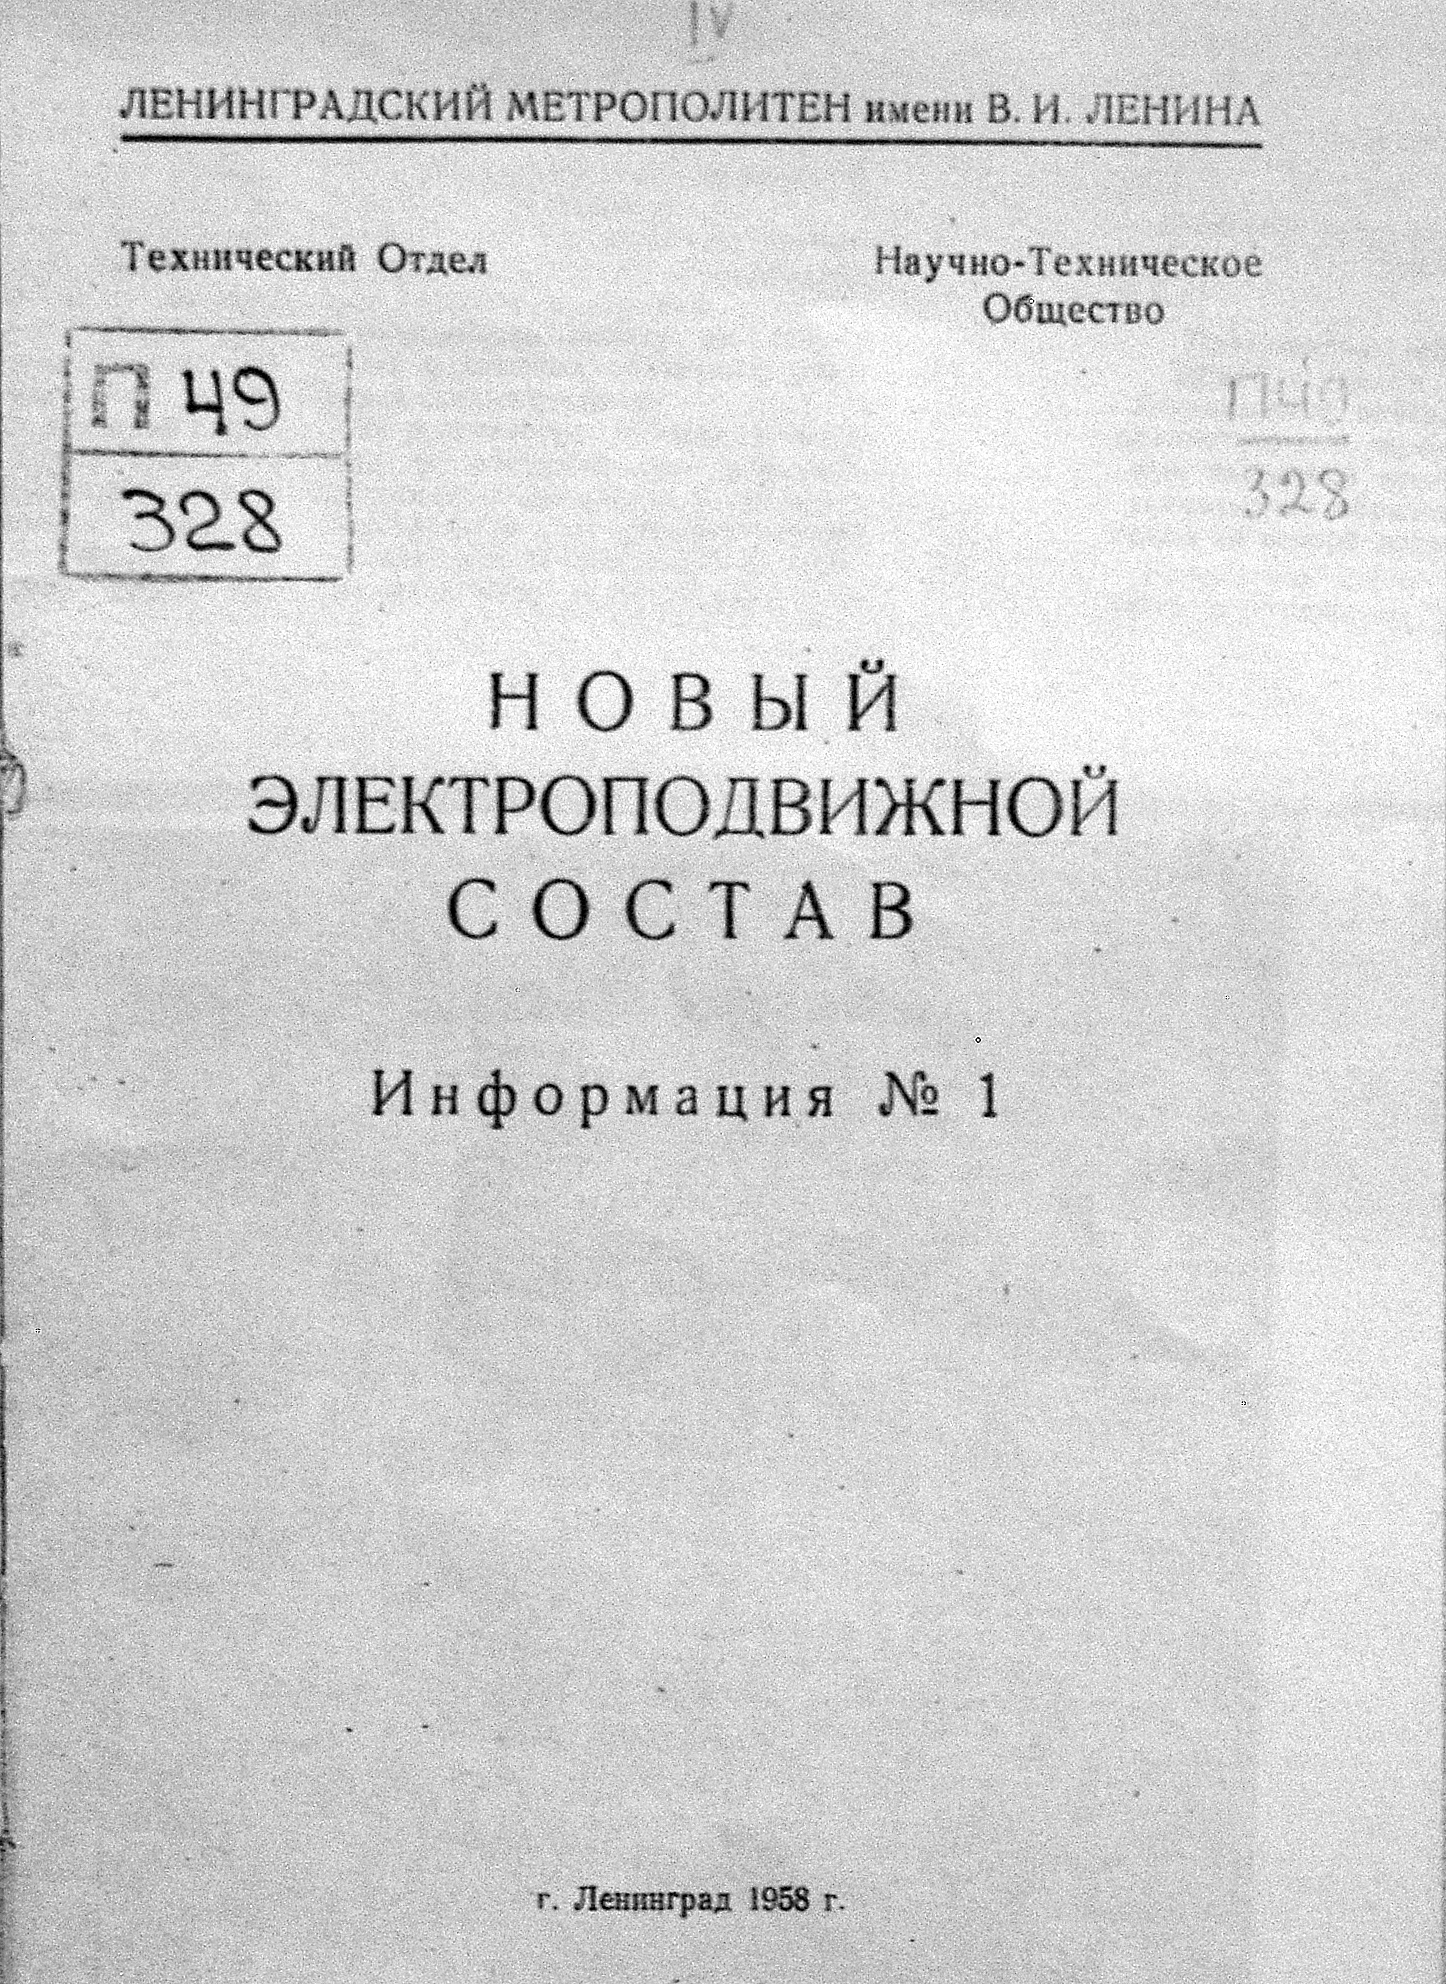 IV
ЛЕНИНГРАДСКИЙ МЕТРОПОЛИТЕН имени В. И. ЛЕНИНА
Технический Отдел
Научно-Техническое
Общество
П 49
328
П49
328
НОВЫЙ
ЭЛЕКТРОПОДВИЖНОЙ
СОСТАВ
Информация № 1
г. Ленинград 1958 г.